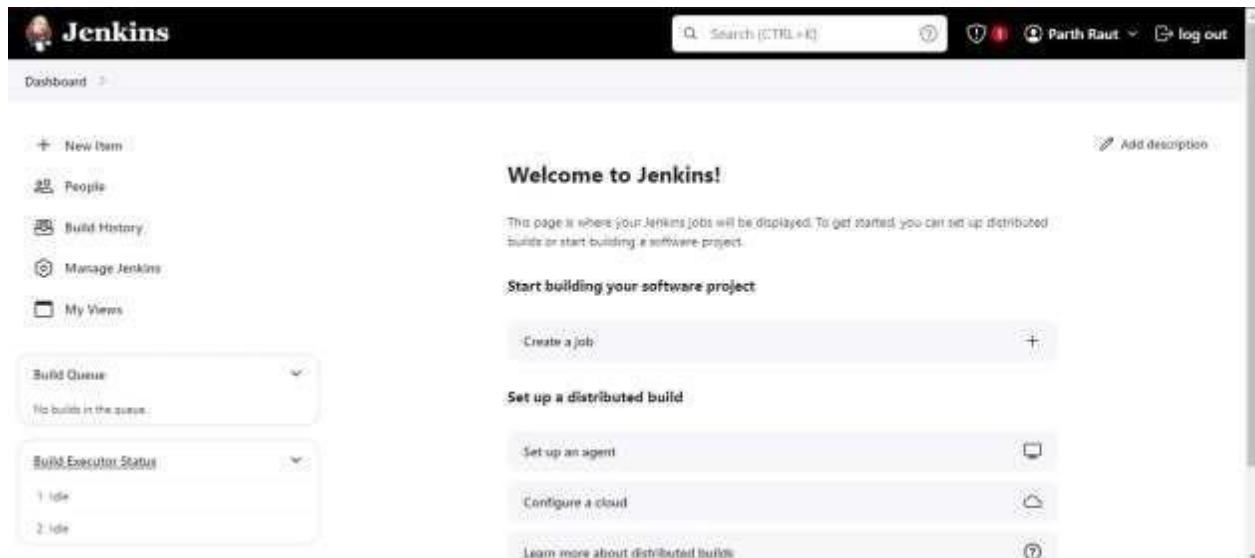 Jenkins
Search (CTRL+K)
1
Parth Raut
log out
Dashboard
New Item
People
Build History
Manage Jenkins
My Views
Build Queue
No builds in the queue.
Build Executor Status
1 Idle
2 Idle
Add description
Welcome to Jenkins!
This page is where your Jenkins jobs will be displayed. To get started, you can set up distributed
builds or start building a software project.
Start building your software project
Create a job
Set up a distributed build
Set up an agent
Configure a cloud
Learn more about distributed builds